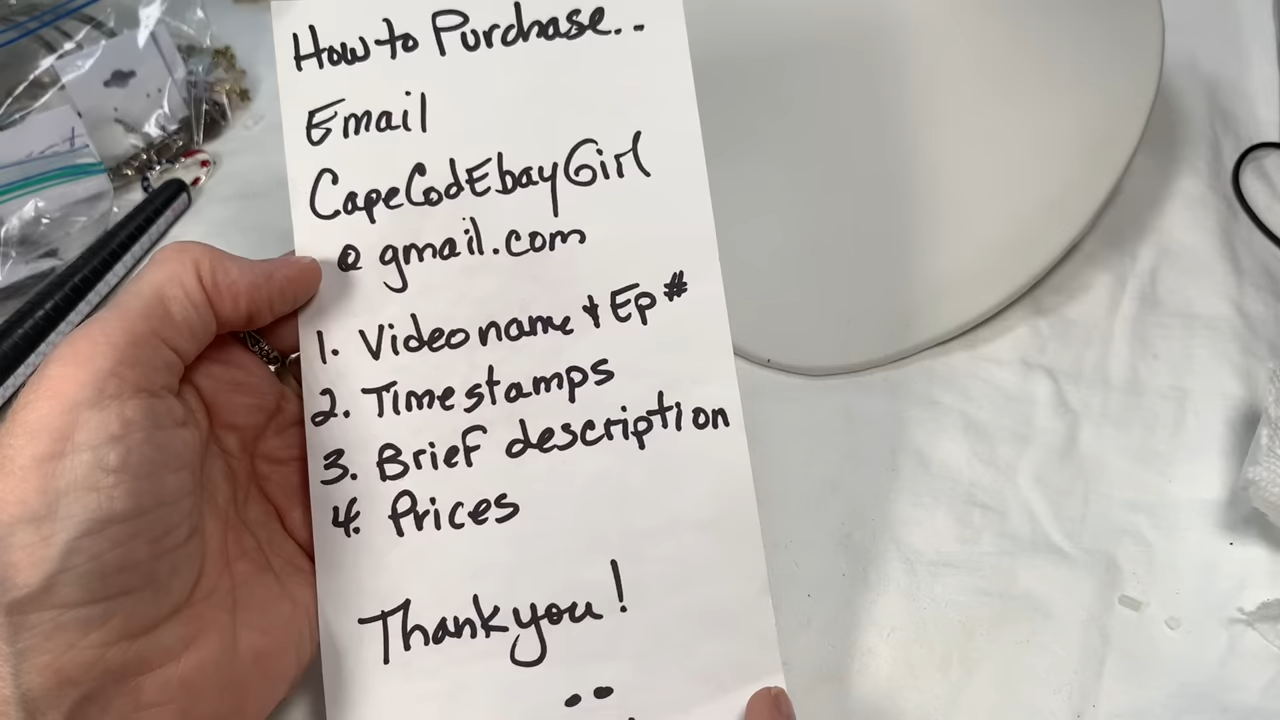 How to Purchase..
Email
CapeCodEbayGirl
@ gmail.com
1. Video name & Ep #
2. Timestamps
3. Brief description
4. Prices
Thank you!